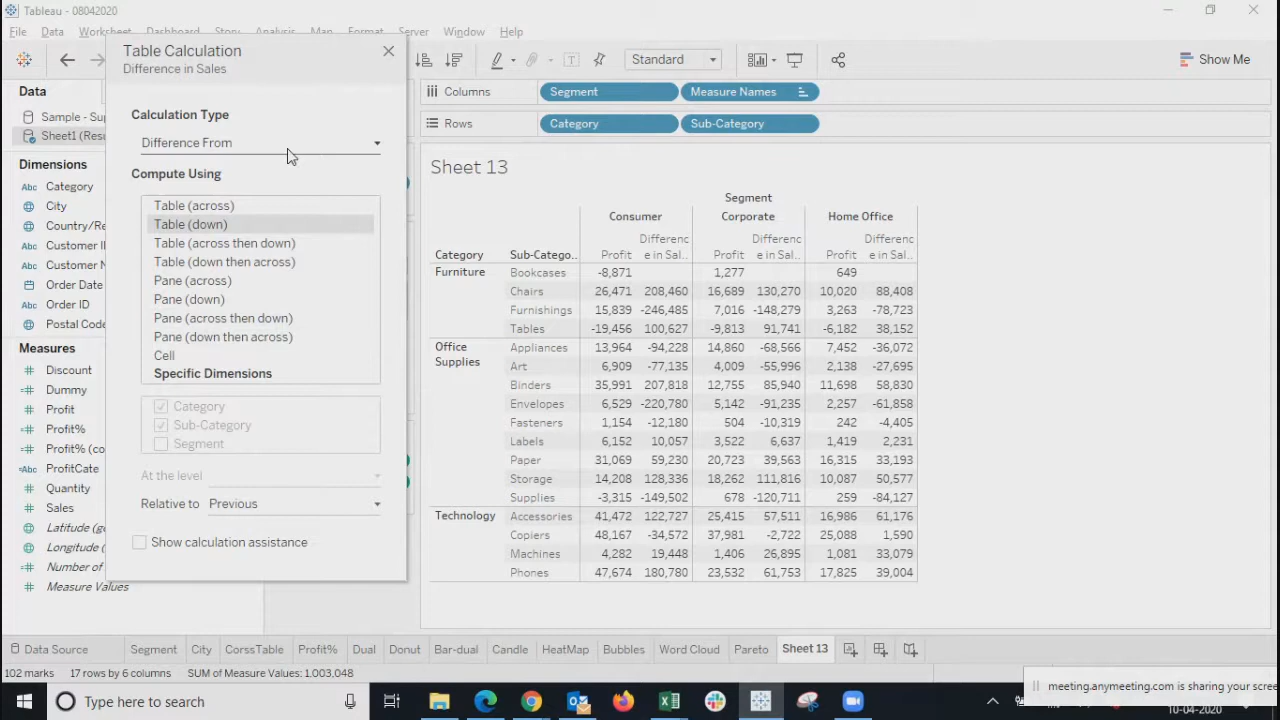 Tableau - 08042020
File Data Worksheet Dashboard Story Analysis Map Format Server Window Help
Standard
Show Me
Table Calculation
Difference in Sales
Calculation Type
Difference From
Compute Using
Table (across)
Table (down)
Table (across then down)
Table (down then across)
Pane (across)
Pane (down)
Pane (across then down)
Pane (down then across)
Cell
Specific Dimensions
Category
Sub-Category
Segment
At the level
Relative to Previous
Show calculation assistance
Data
Sample - Sup
Sheet1 (Resu
Dimensions
Abc Category
City
Country/Re
Abc Customer I
Abc Customer N
Order Date
Abc Order ID
Postal Code
Measures
Discount
Dummy
Profit
Profit%
Profit% (co
ProfitCate
Quantity
Sales
Latitude (ge
Longitude (
Number of
Measure Values
Columns Segment Measure Names
Rows Category Sub-Category
Sheet 13
Segment
Consumer Corporate Home Office
Differenc Differenc Differenc
Category Sub-Catego.. Profit e in Sal.. Profit e in Sal.. Profit e in Sal..
Furniture Bookcases -8,871 1,277 649
Chairs 26,471 208,460 16,689 130,270 10,020 88,408
Furnishings 15,839 -246,485 7,016 -148,279 3,263 -78,723
Tables -19,456 100,627 -9,813 91,741 -6,182 38,152
Office Supplies Appliances 13,964 -94,228 14,860 -68,566 7,452 -36,072
Art 6,909 -77,135 4,009 -55,996 2,138 -27,695
Binders 35,991 207,818 12,755 85,940 11,698 58,830
Envelopes 6,529 -220,780 5,142 -91,235 2,257 -61,858
Fasteners 1,154 -12,180 504 -10,319 242 -4,405
Labels 6,152 10,057 3,522 6,637 1,419 2,231
Paper 31,069 59,230 20,723 39,563 16,315 33,193
Storage 14,208 128,336 18,262 111,816 10,087 50,577
Supplies -3,315 -149,502 678 -120,711 259 -84,127
Technology Accessories 41,472 122,727 25,415 57,511 16,986 61,176
Copiers 48,167 -34,572 37,981 -2,722 25,088 1,590
Machines 4,282 19,448 1,406 26,895 1,081 33,079
Phones 47,674 180,780 23,532 61,753 17,825 39,004
Data Source Segment City CorssTable Profit% Dual Donut Bar-dual Candle HeatMap Bubbles Word Cloud Pareto Sheet 13
102 marks 17 rows by 6 columns SUM of Measure Values: 1,003,048
meeting.anymeeting.com is sharing your scree
Type here to search
10-04-2020